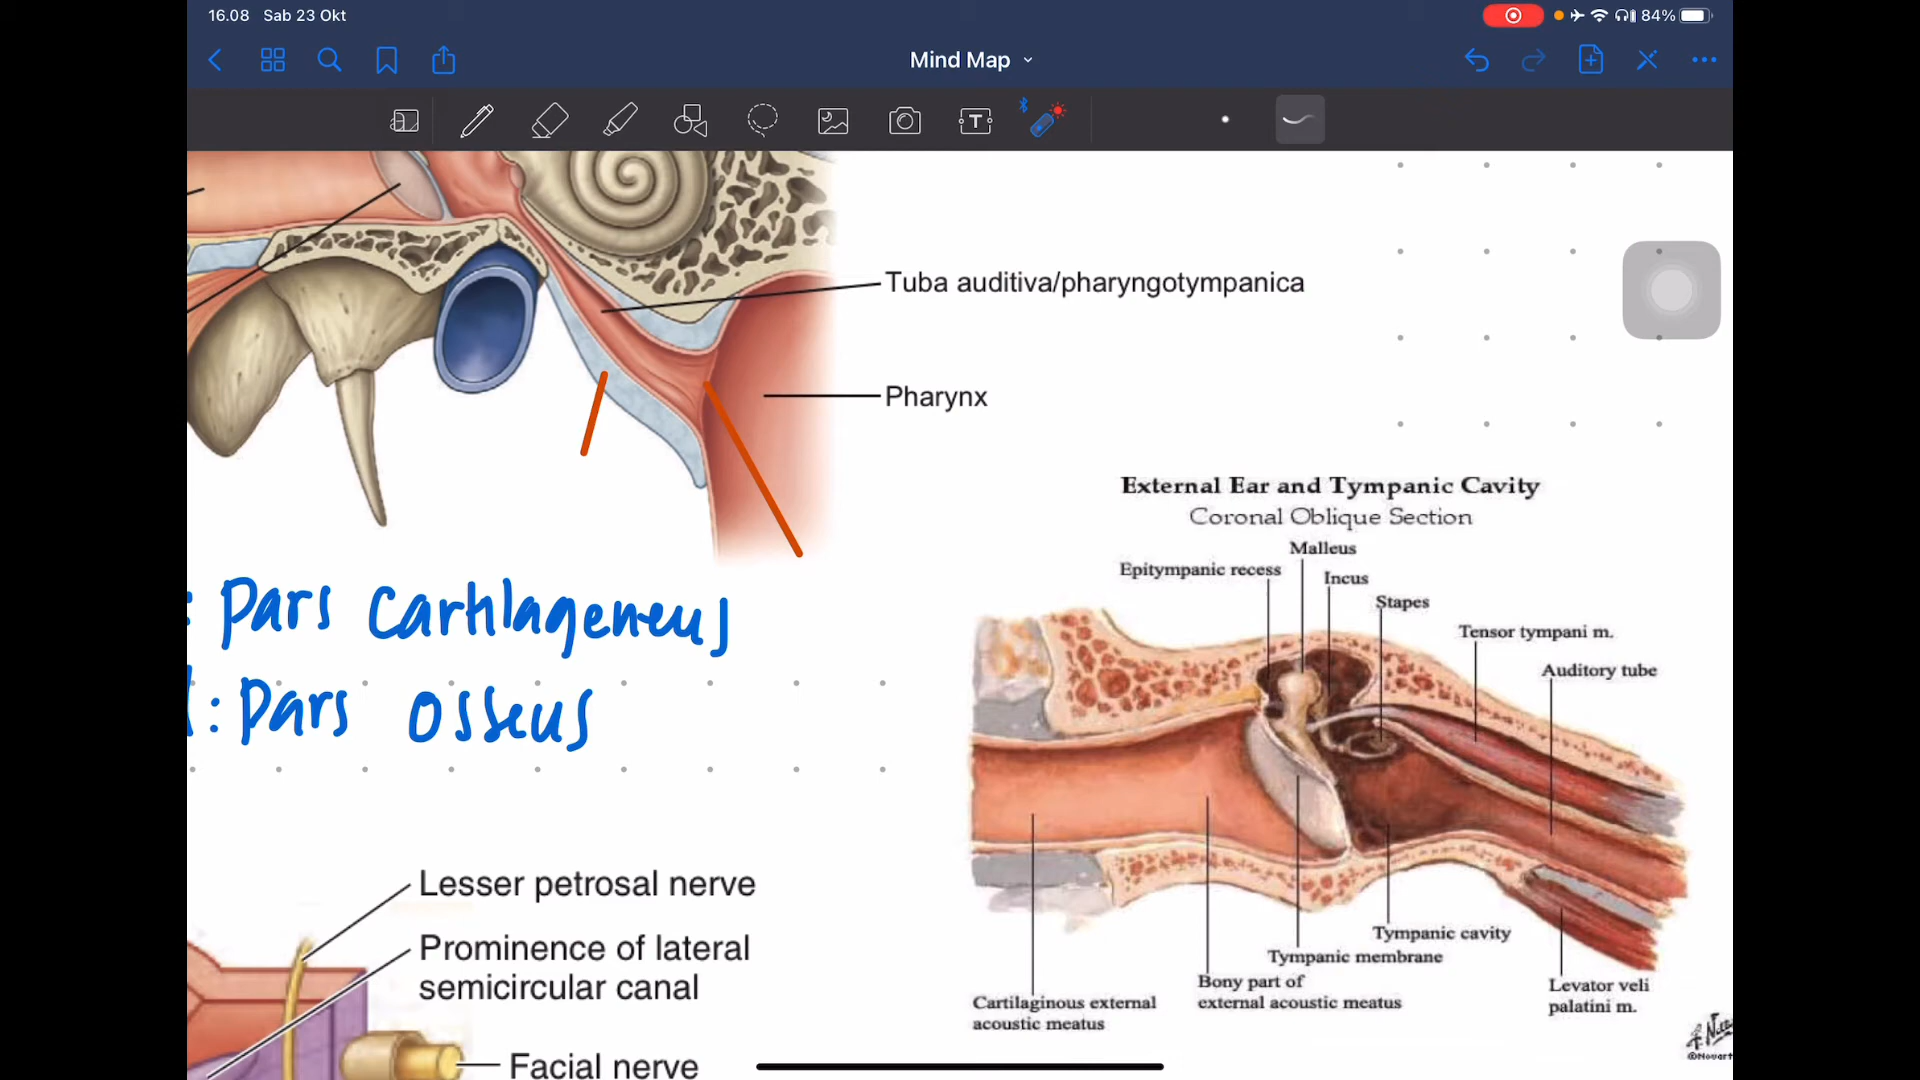 16.08 Sab 23 Okt
84%
Mind Map
T
Tuba auditiva/pharyngotympanica
Pharynx
: Pars Carthlageneus
: Pars Osseus
External Ear and Tympanic Cavity
Coronal Oblique Section
Malleus
Epitympanic recess
Incus
Stapes
Tensor tympani m.
Auditory tube
Tympanic cavity
Tympanic membrane
Bony part of
external acoustic meatus
Cartilaginous external
acoustic meatus
Levator veli
palatini m.
Lesser petrosal nerve
Prominence of lateral
semicircular canal
Facial nerve